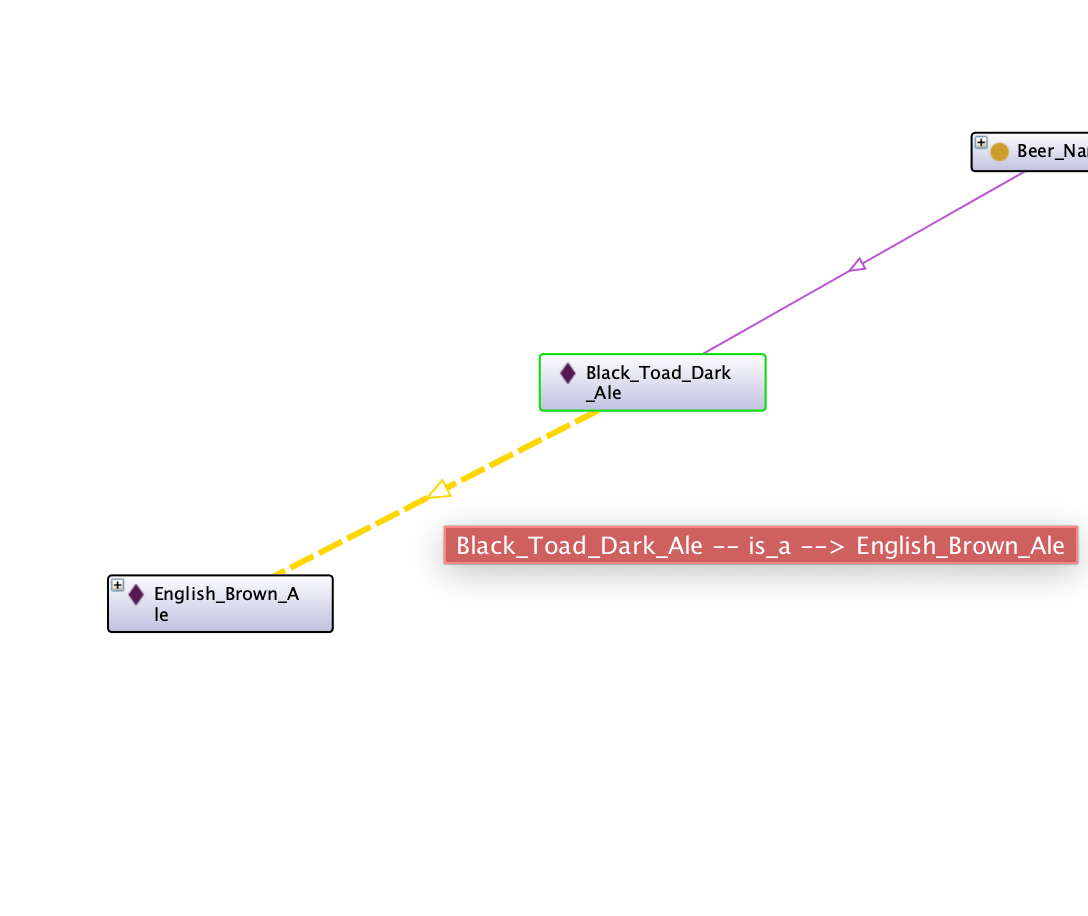 Beer_Na
Black_Toad_Dark
_Ale
Black_Toad_Dark_Ale -- is_a --> English_Brown_Ale
English_Brown_A
le